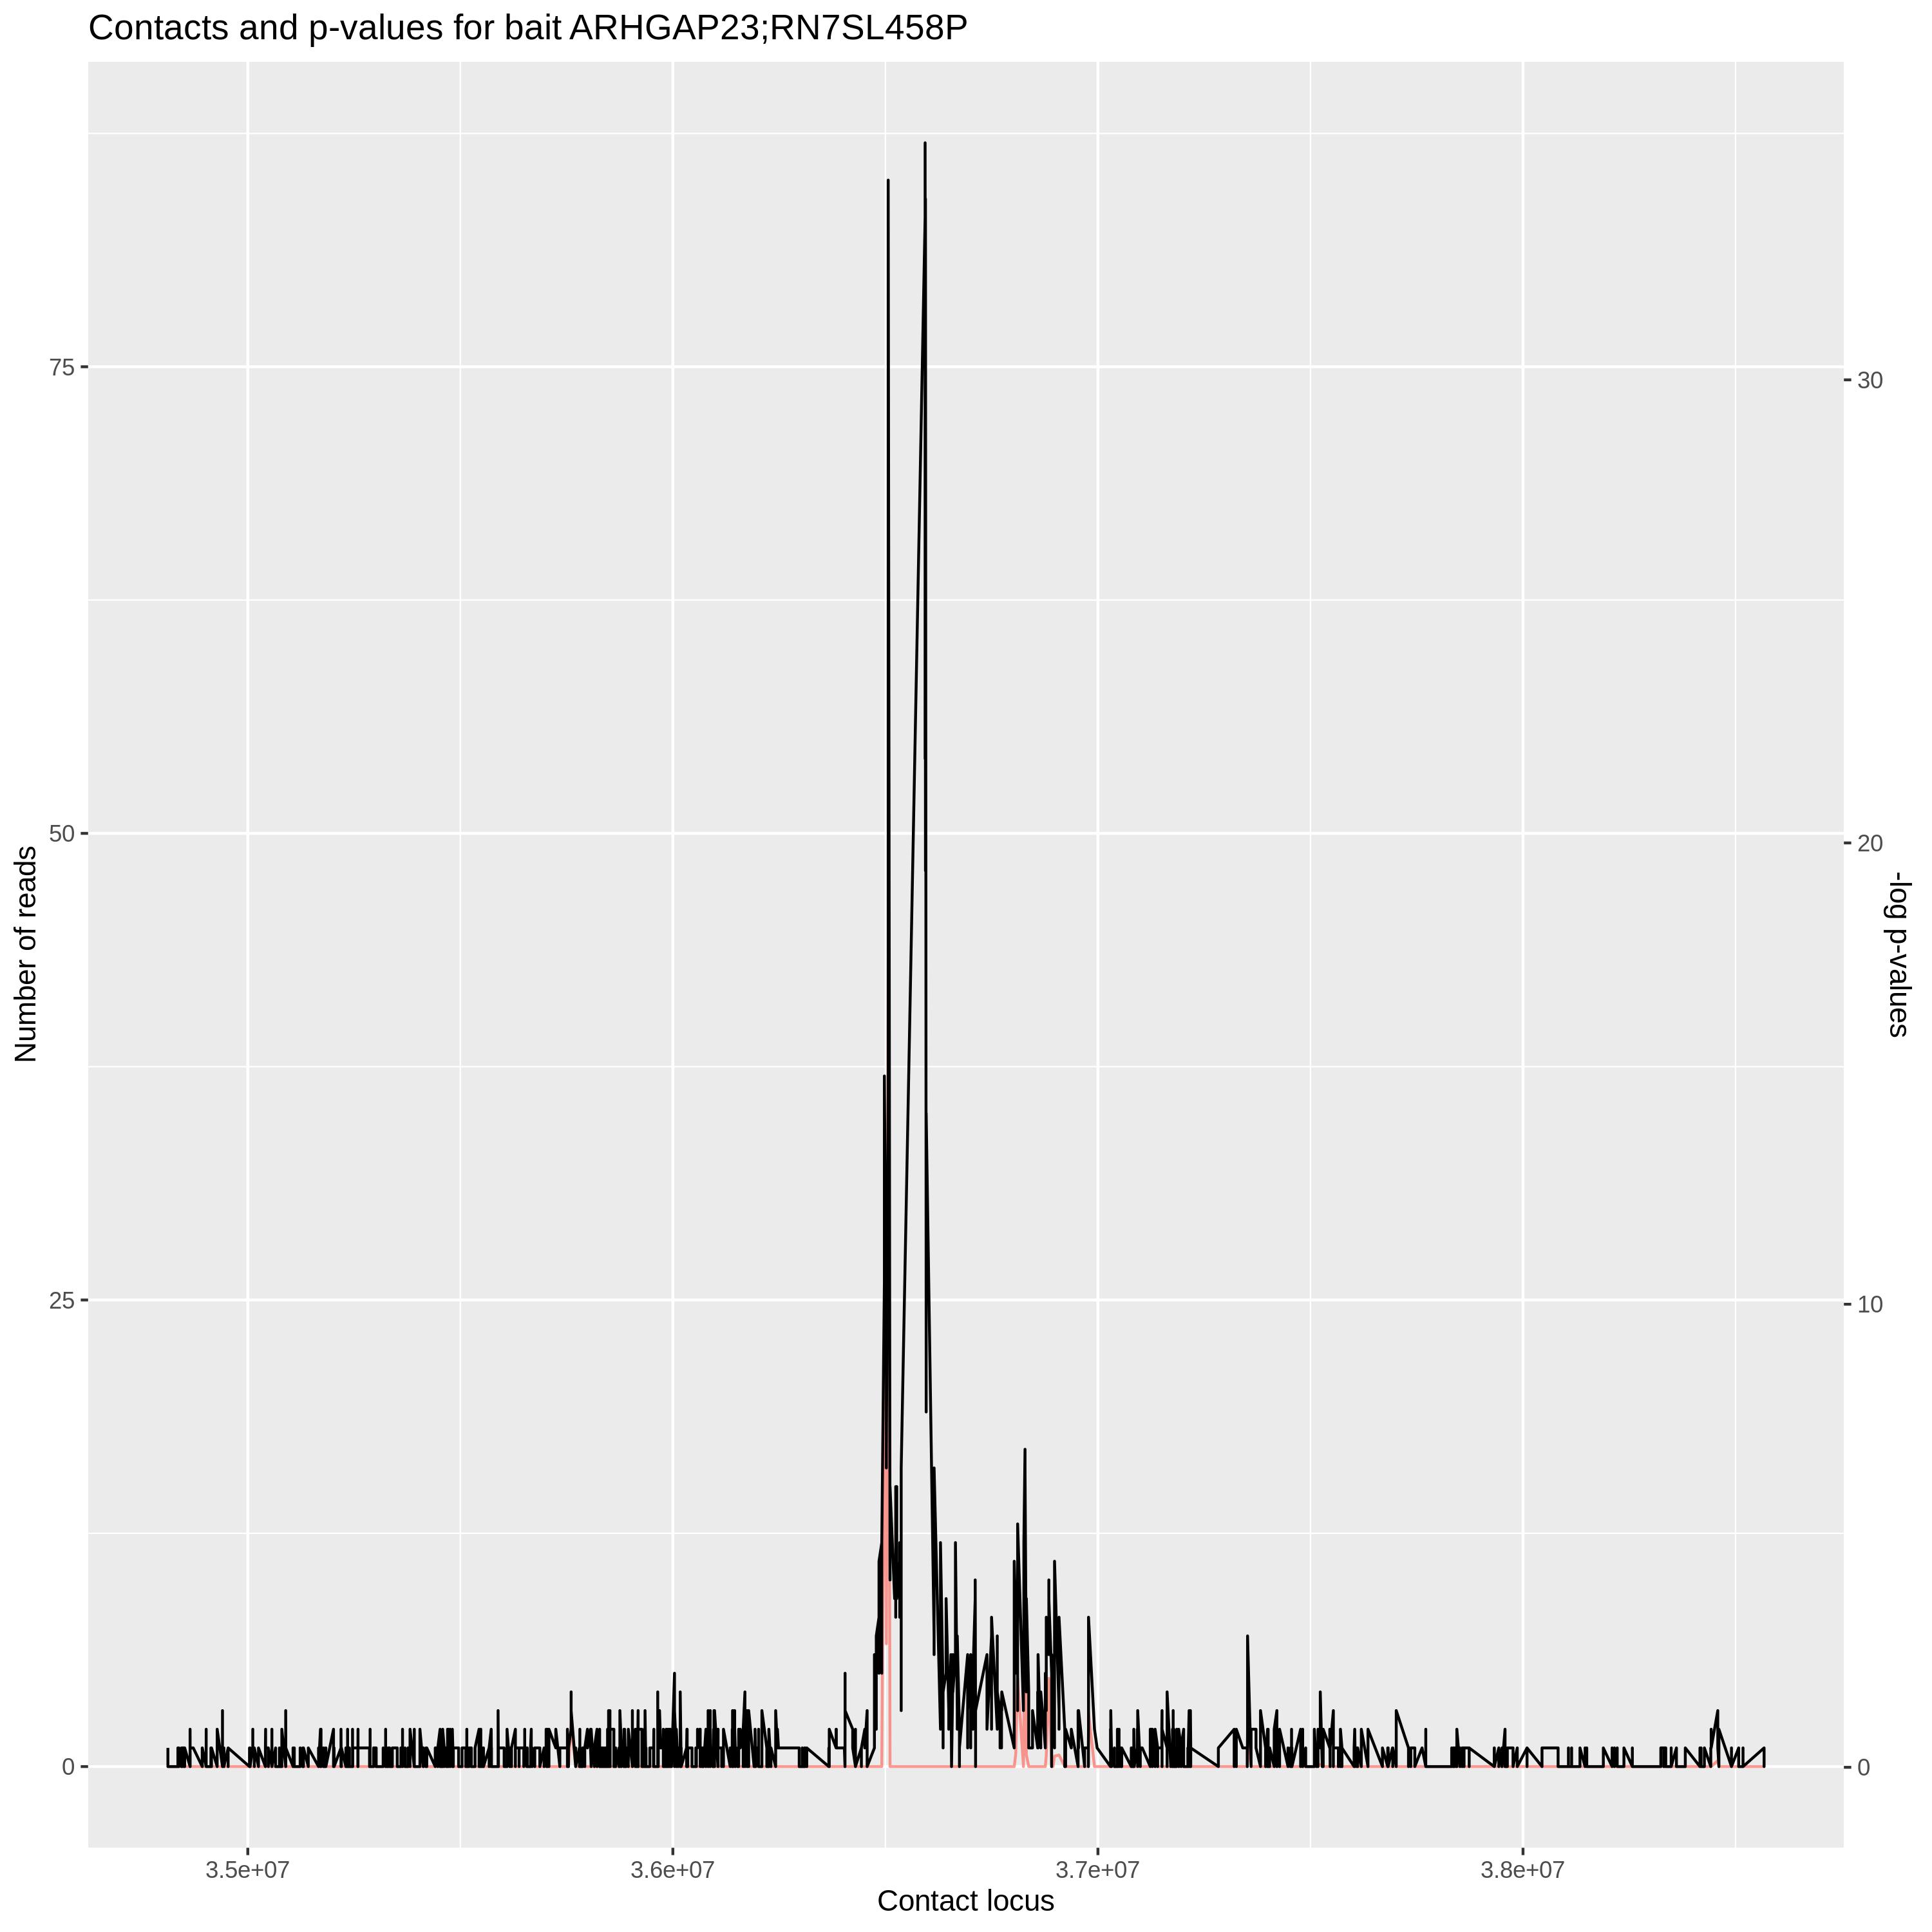 Contacts and p-values for bait ARHGAP23;RN7SL458P
75
50
25
0
30
20
10
0
Number of reads
-log p-values
3.5e+07
3.6e+07
3.7e+07
3.8e+07
Contact locus